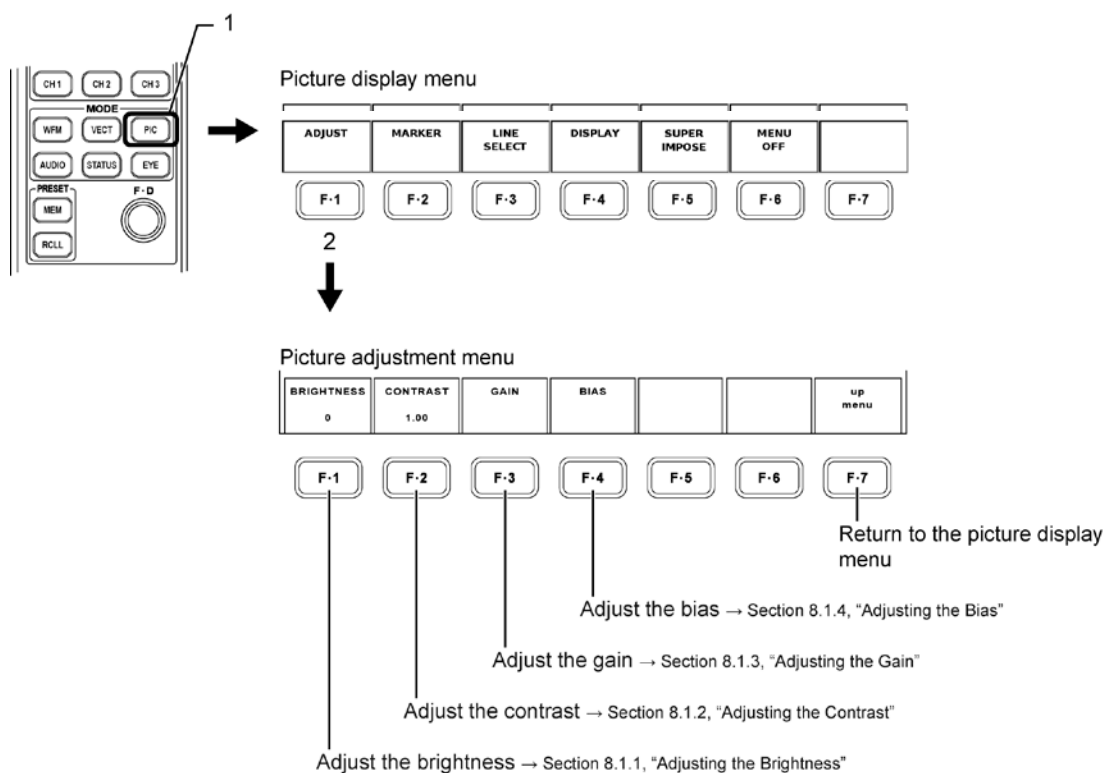 1
CH 1 CH 2 CH 3
MODE
WFM VECT PIC
AUDIO STATUS EYE
PRESET F·D
MEM
RCLL
Picture display menu
ADJUST MARKER LINE SELECT DISPLAY SUPER IMPOSE MENU OFF
F·1 F·2 F·3 F·4 F·5 F·6 F·7
2
Picture adjustment menu
BRIGHTNESS CONTRAST GAIN BIAS up menu
0 1.00
F·1 F·2 F·3 F·4 F·5 F·6 F·7
Return to the picture display
menu
Adjust the bias → Section 8.1.4, “Adjusting the Bias”
Adjust the gain → Section 8.1.3, “Adjusting the Gain”
Adjust the contrast → Section 8.1.2, “Adjusting the Contrast”
Adjust the brightness → Section 8.1.1, “Adjusting the Brightness”